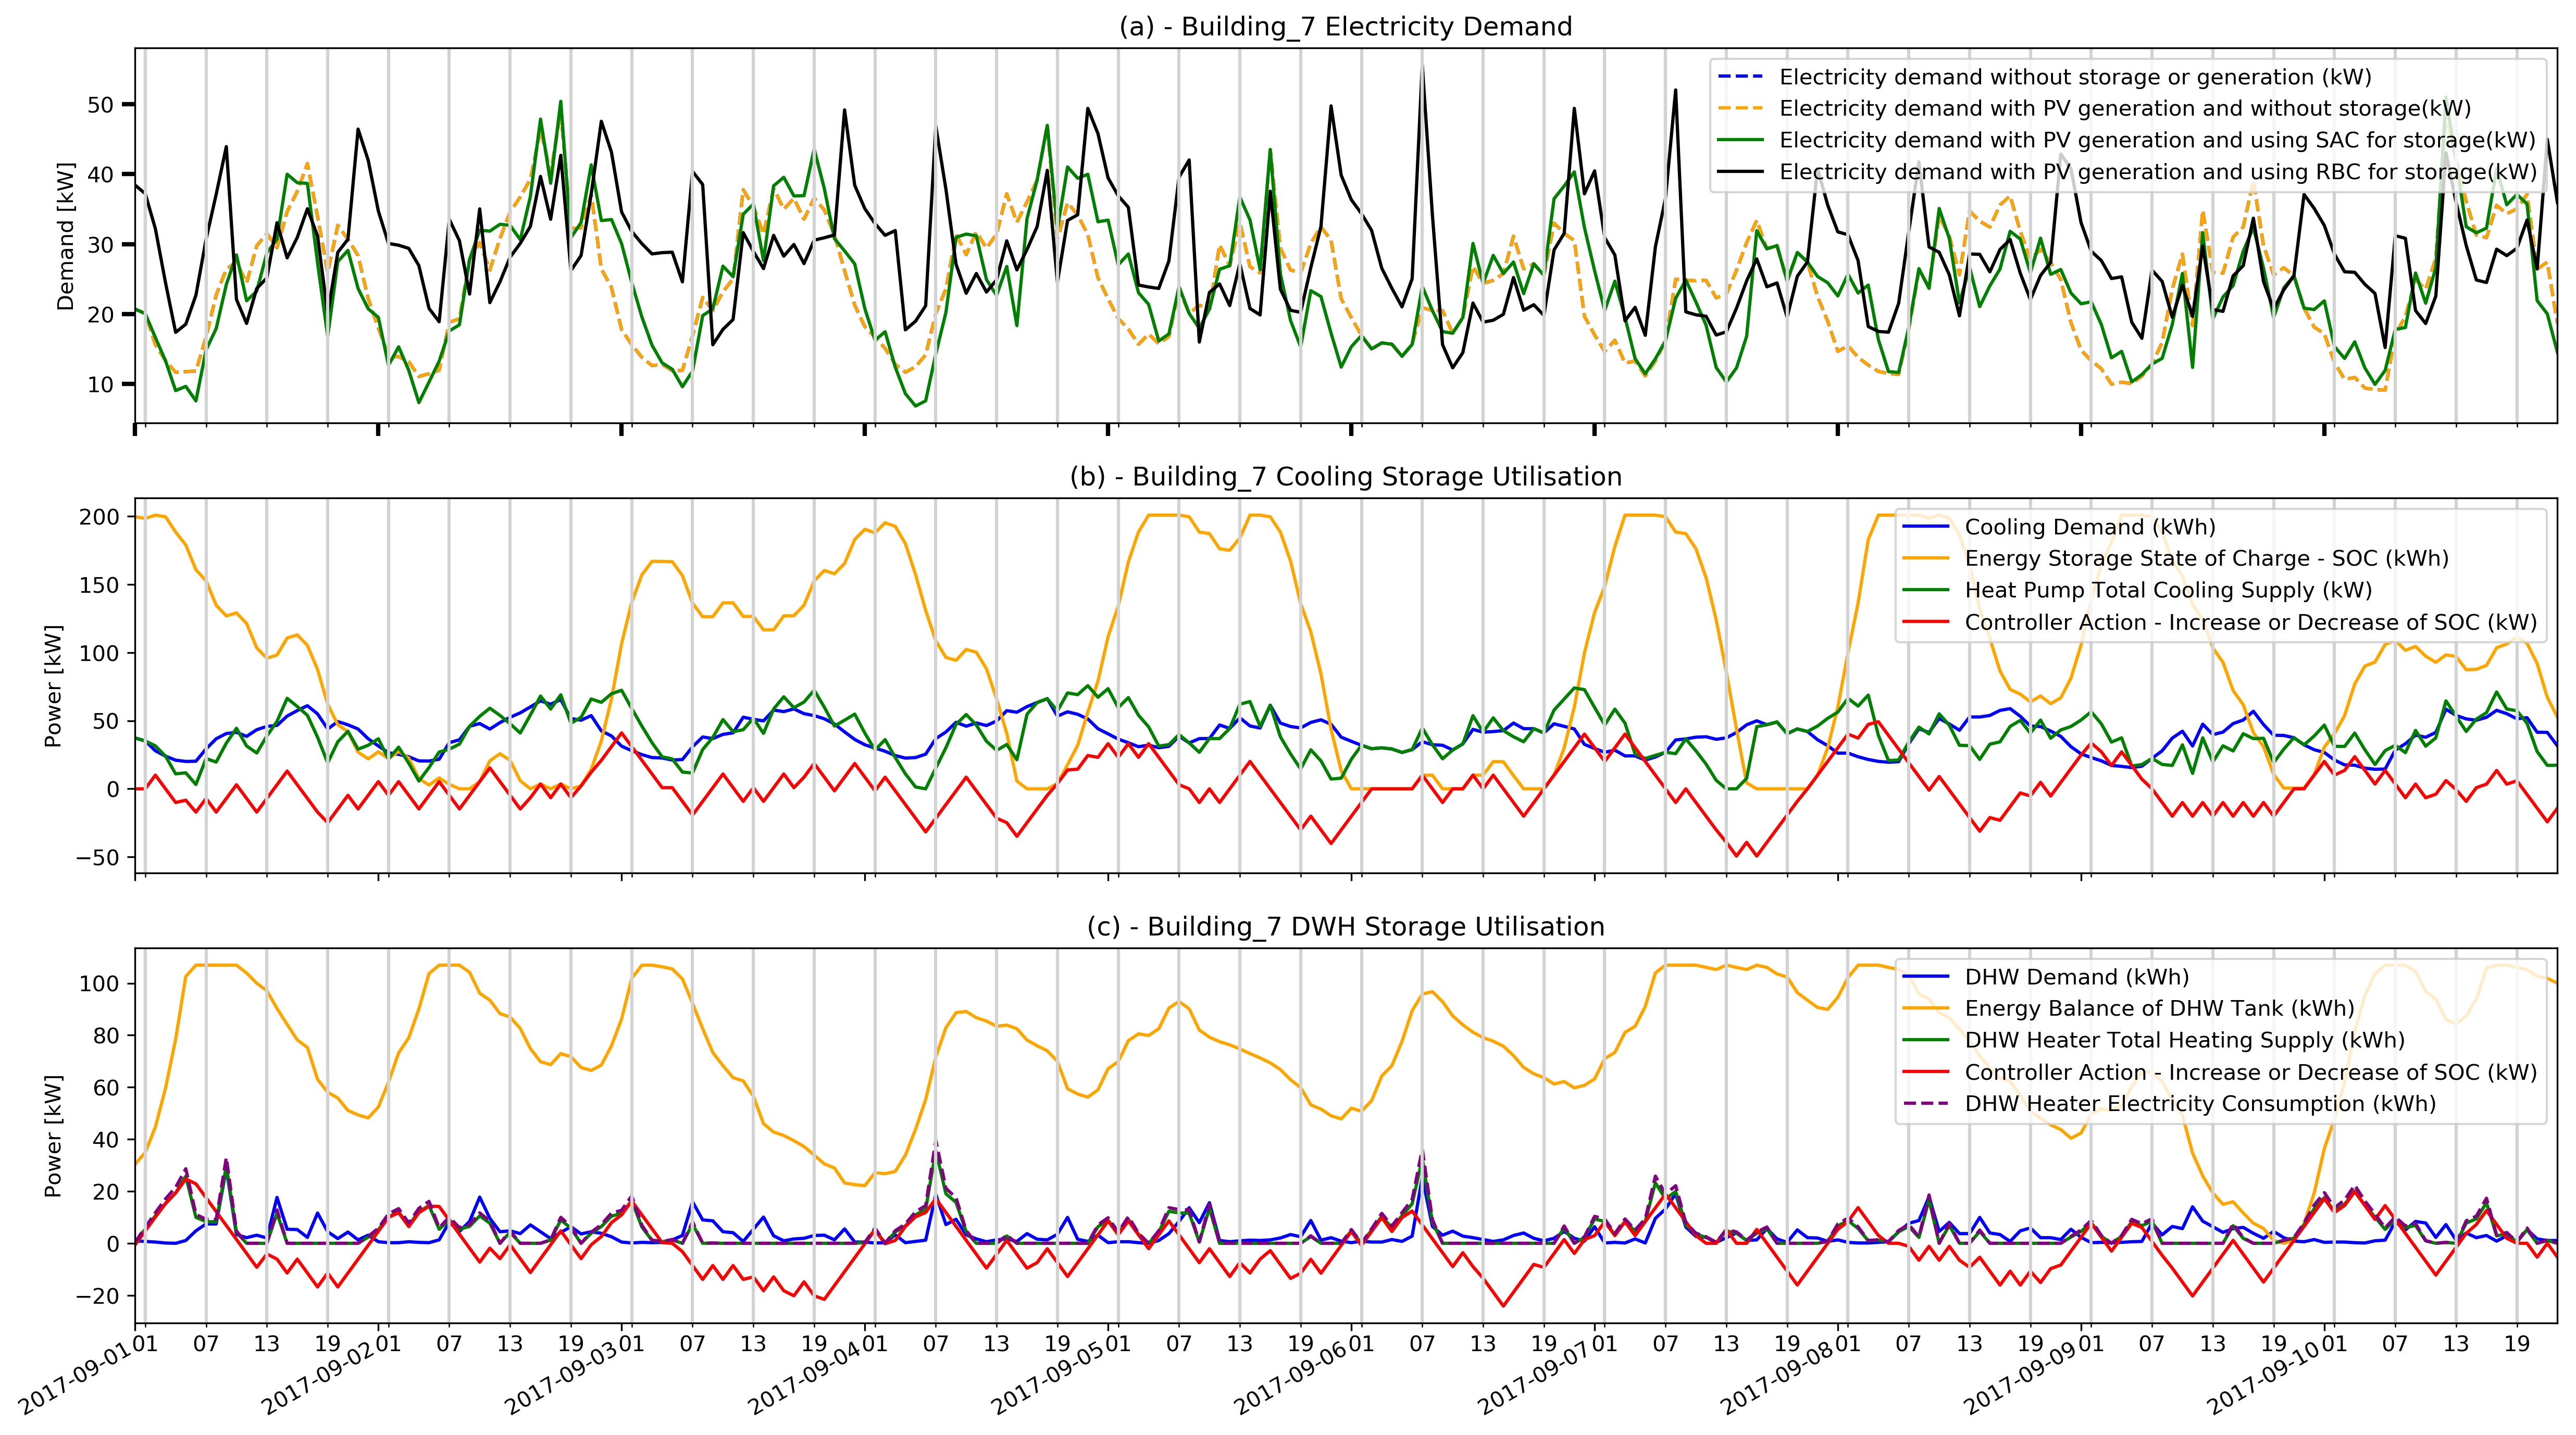 (a) - Building_7 Electricity Demand
Demand [kW]
50
40
30
20
10
Electricity demand without storage or generation (kW)
Electricity demand with PV generation and without storage(kW)
Electricity demand with PV generation and using SAC for storage(kW)
Electricity demand with PV generation and using RBC for storage(kW)
(b) - Building_7 Cooling Storage Utilisation
Power [kW]
200
150
100
50
0
−50
Cooling Demand (kWh)
Energy Storage State of Charge - SOC (kWh)
Heat Pump Total Cooling Supply (kW)
Controller Action - Increase or Decrease of SOC (kW)
(c) - Building_7 DWH Storage Utilisation
Power [kW]
100
80
60
40
20
0
−20
DHW Demand (kWh)
Energy Balance of DHW Tank (kWh)
DHW Heater Total Heating Supply (kWh)
Controller Action - Increase or Decrease of SOC (kW)
DHW Heater Electricity Consumption (kWh)
01 07 13 19 01 07 13 19 01 07 13 19 01 07 13 19 01 07 13 19 01 07 13 19 01 07 13 19 01 07 13 19 01 07 13 19 01 07 13 19
2017-09-01 2017-09-02 2017-09-03 2017-09-04 2017-09-05 2017-09-06 2017-09-07 2017-09-08 2017-09-09 2017-09-10